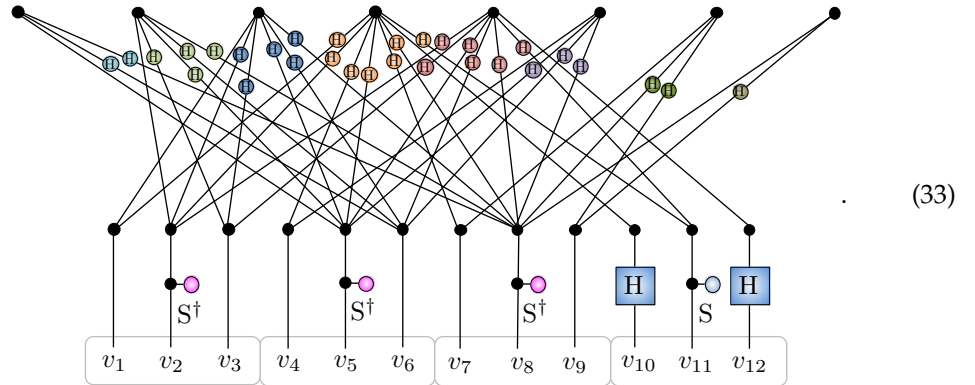 H H H H H H H H H H H H H H H H H H H H H H H H H H H H H H
. (33)
H S H
S† S† S†
v1 v2 v3 v4 v5 v6 v7 v8 v9 v10 v11 v12